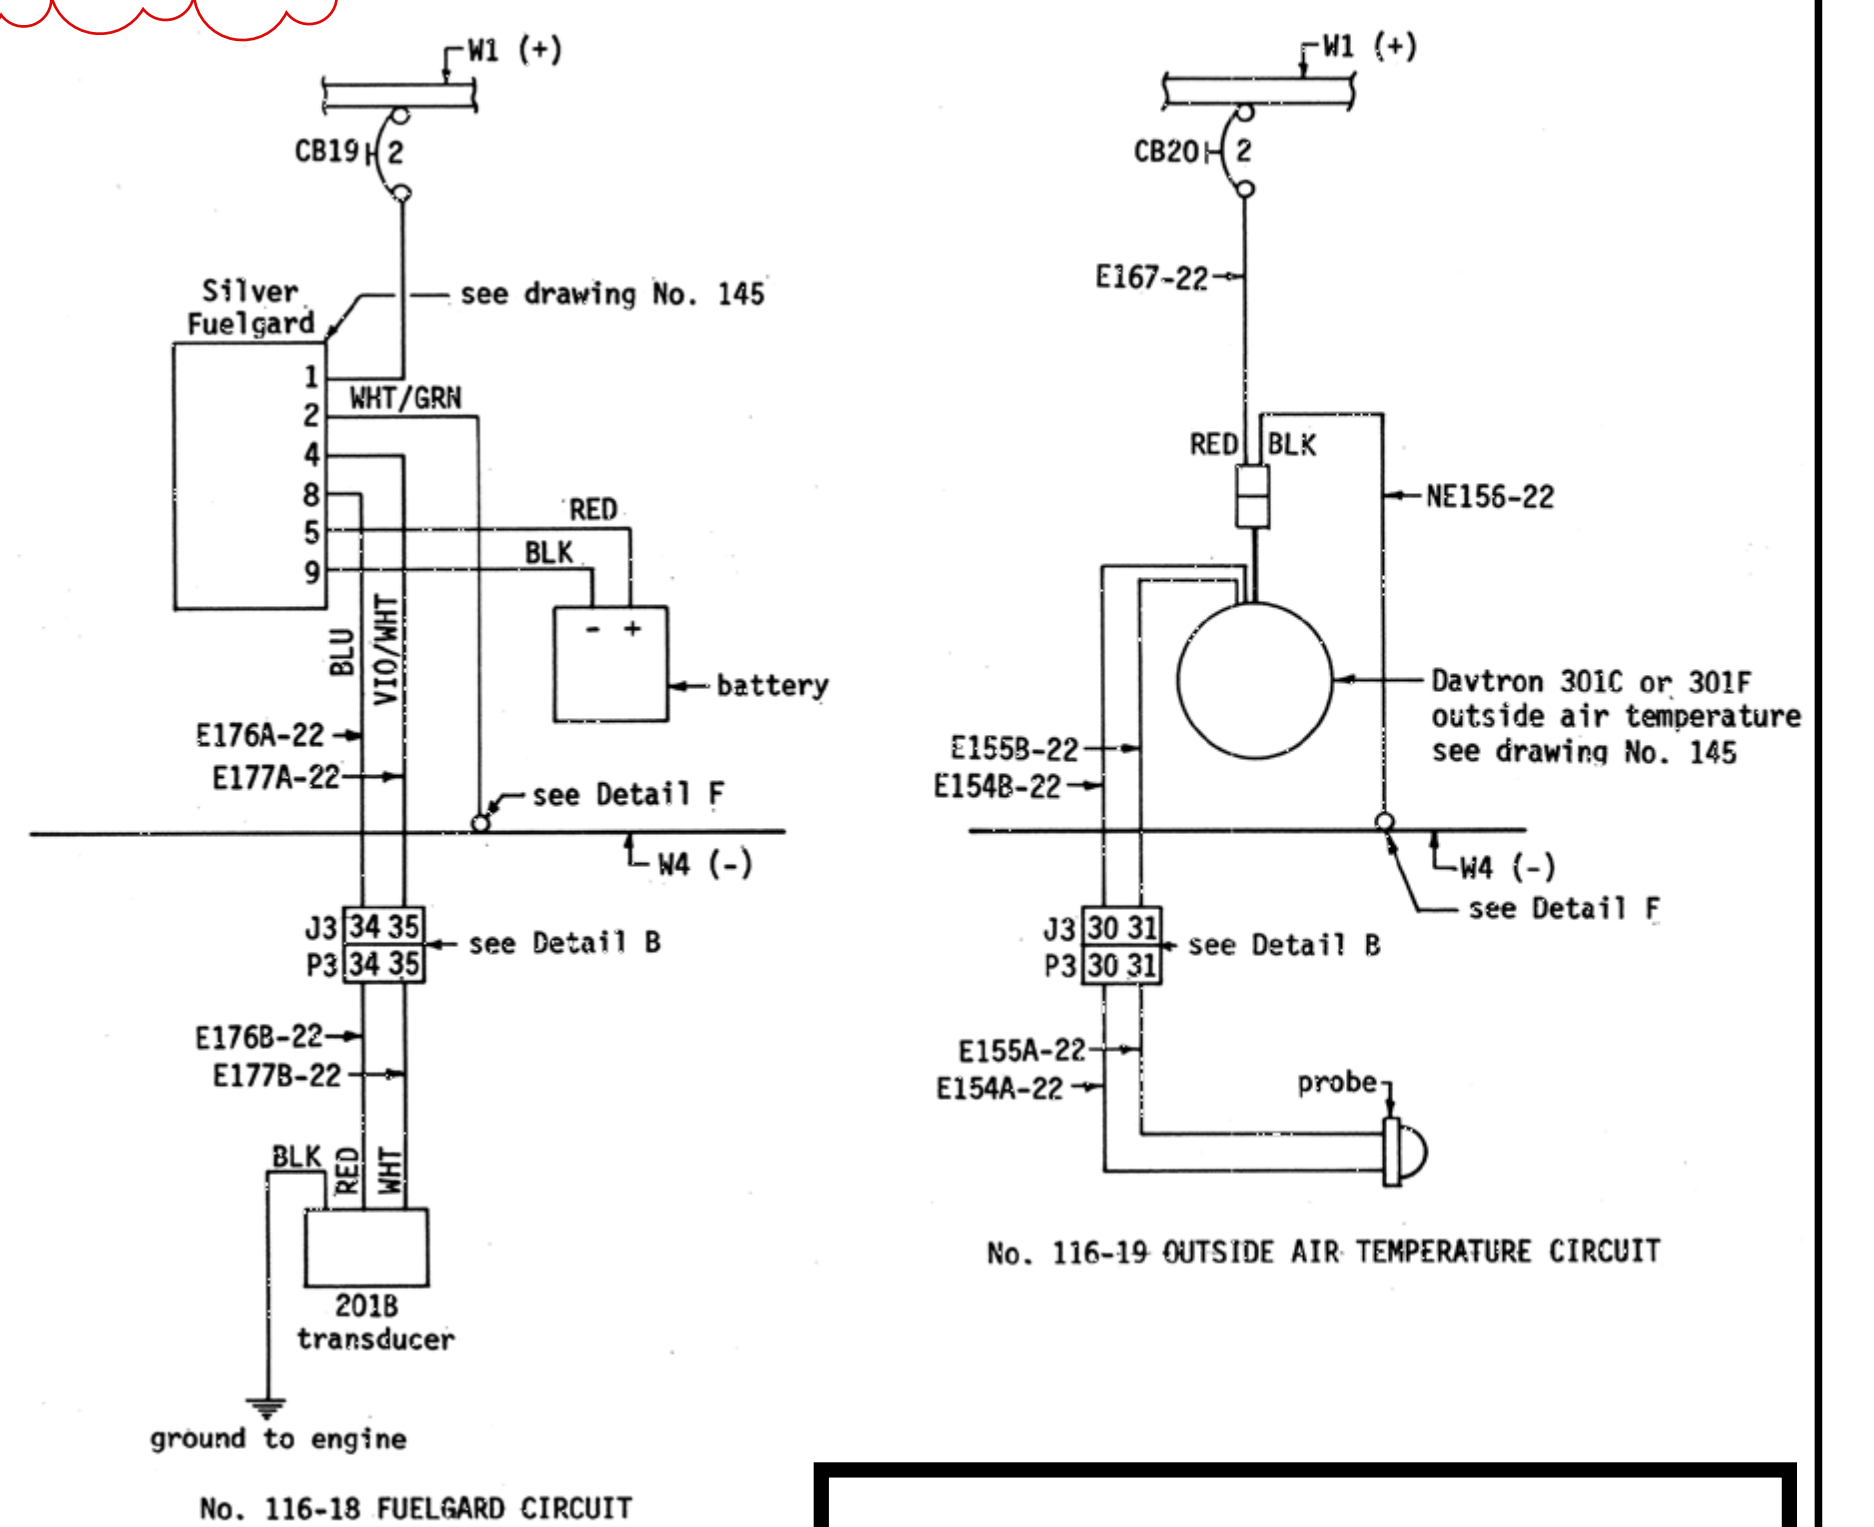 W1 (+)
CB19
2
Silver
Fuelgard
see drawing No. 145
1
WHT/GRN
2
4
8
RED
5
BLK
9
BLU
VIO/WHT
- +
battery
E176A-22
E177A-22
see Detail F
W4 (-)
J3 34 35
P3 34 35
see Detail B
E176B-22
E177B-22
BLK
RED
WHT
201B
transducer
ground to engine
No. 116-18 FUELGARD CIRCUIT
W1 (+)
CB20
2
E167-22
RED BLK
NE156-22
Davtron 301C or 301F
outside air temperature
see drawing No. 145
E155B-22
E154B-22
W4 (-)
see Detail F
J3 30 31
P3 30 31
see Detail B
E155A-22
E154A-22
probe
No. 116-19 OUTSIDE AIR TEMPERATURE CIRCUIT